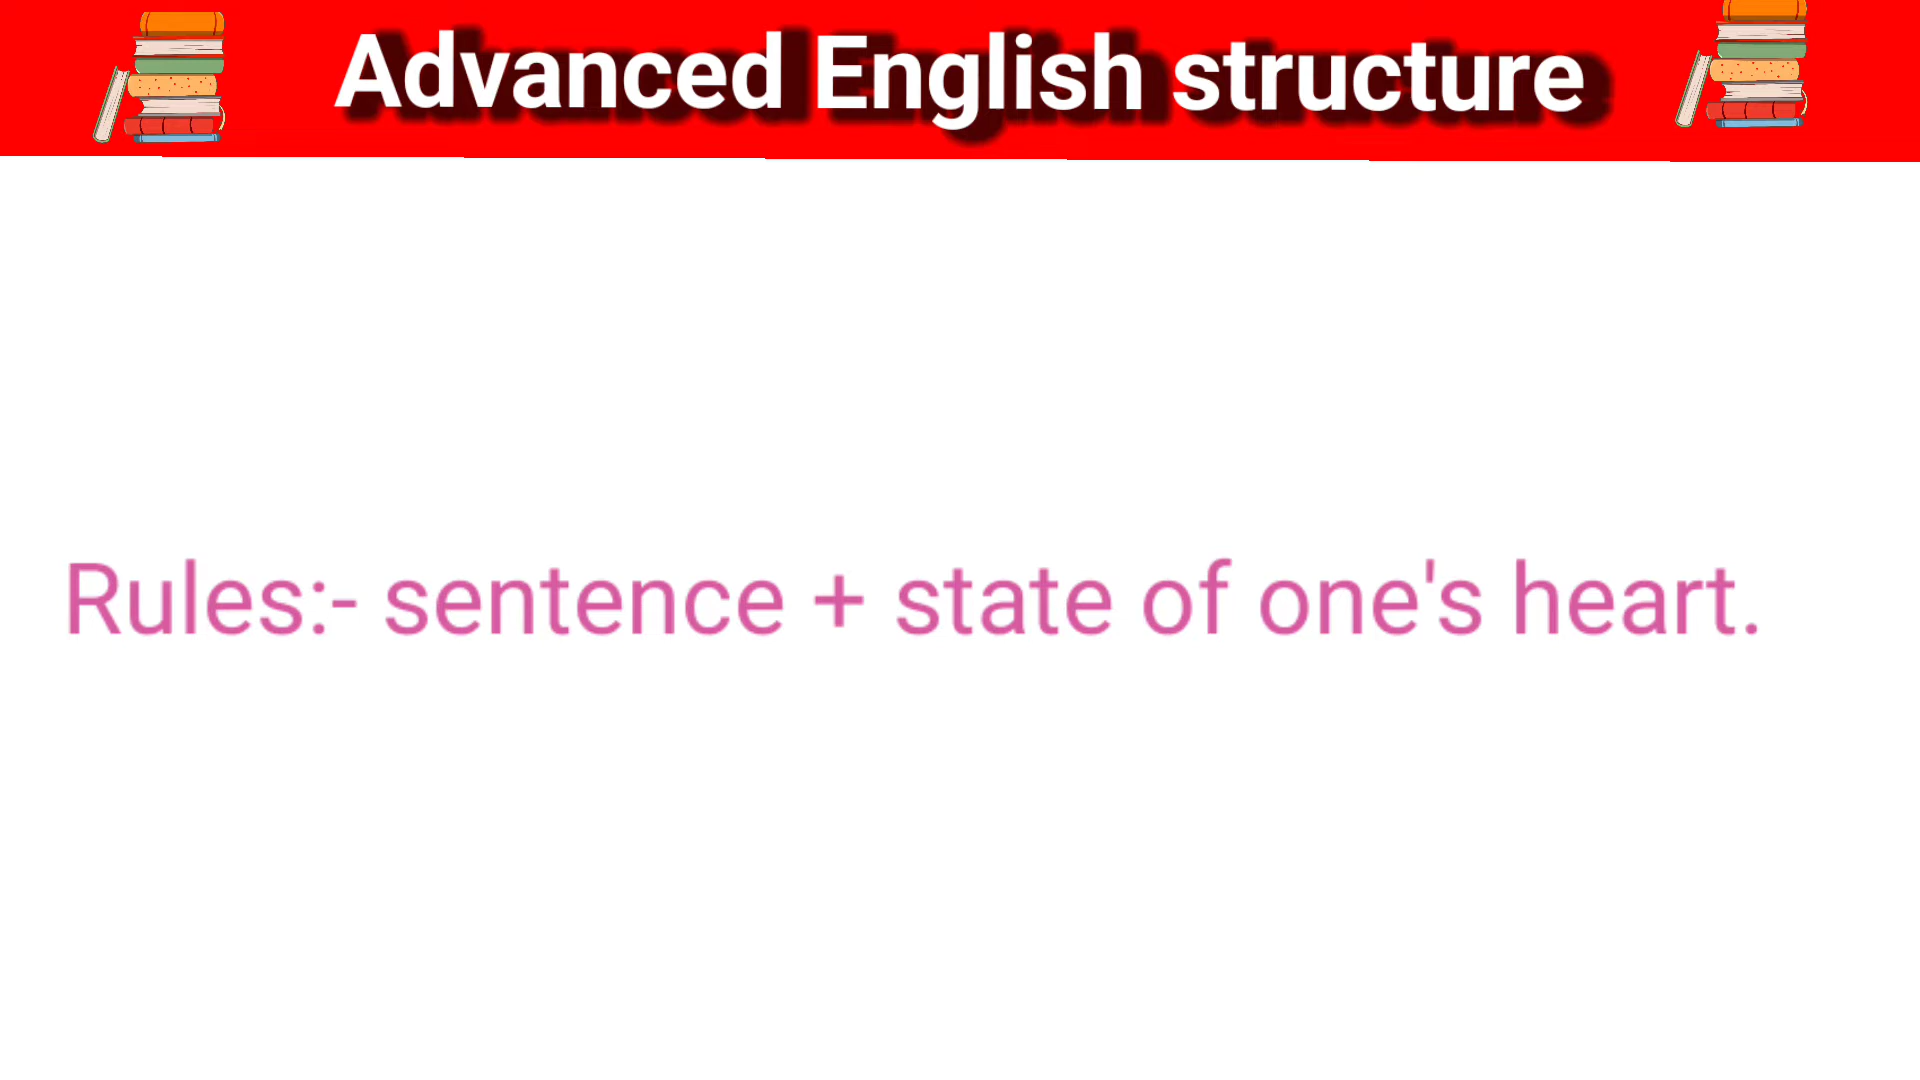 Advanced English structure
Rules:- sentence + state of one's heart.